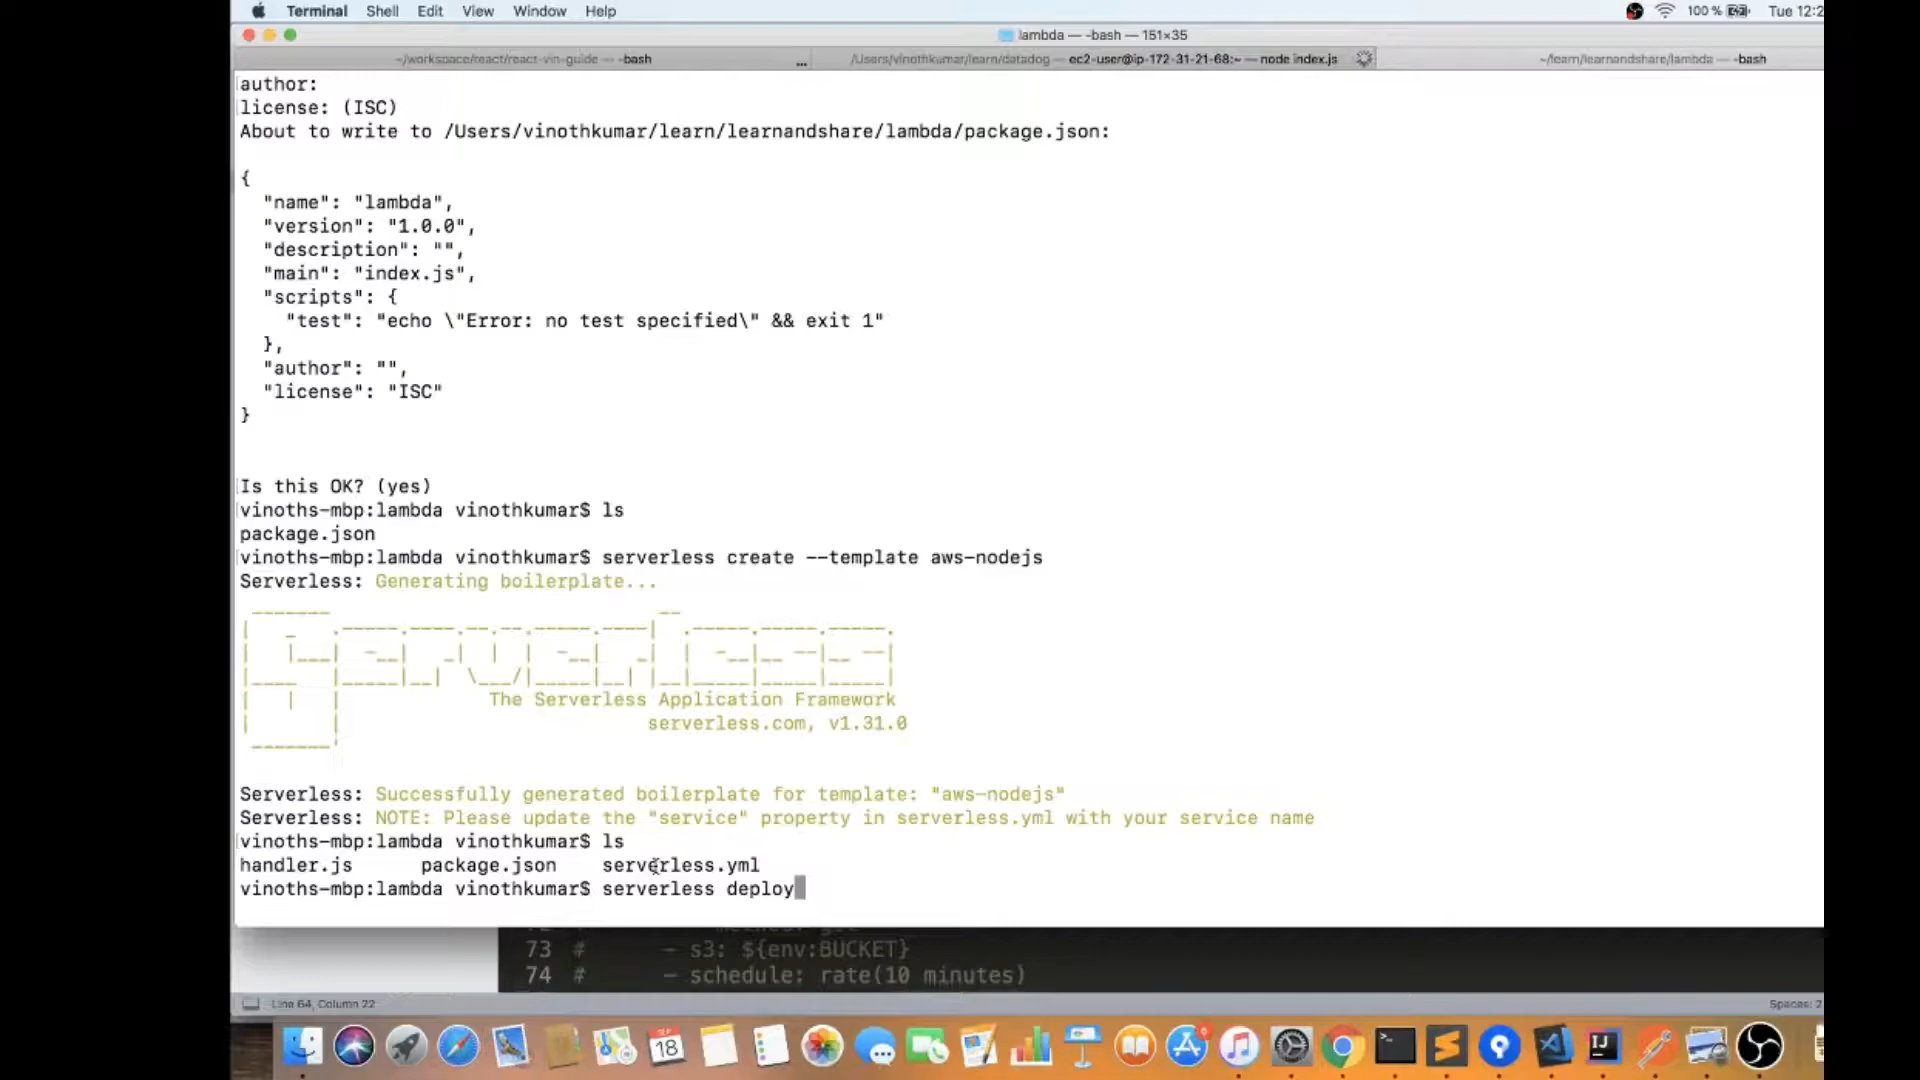 Terminal Shell Edit View Window Help 100 % Tue 12:2
lambda — -bash — 151×35
~/workspace/react/react-vin-guide — -bash ... /Users/vinothkumar/learn/datadog — ec2-user@ip-172-31-21-68:~ — node index.js ~/learn/learnandshare/lambda — -bash
author:
license: (ISC)
About to write to /Users/vinothkumar/learn/learnandshare/lambda/package.json:
{
"name": "lambda",
"version": "1.0.0",
"description": "",
"main": "index.js",
"scripts": {
"test": "echo \"Error: no test specified\" && exit 1"
},
"author": "",
"license": "ISC"
}
Is this OK? (yes)
vinoths-mbp:lambda vinothkumar$ ls
package.json
vinoths-mbp:lambda vinothkumar$ serverless create --template aws-nodejs
Serverless: Generating boilerplate...
Serverless
The Serverless Application Framework
serverless.com, v1.31.0
Serverless: Successfully generated boilerplate for template: "aws-nodejs"
Serverless: NOTE: Please update the "service" property in serverless.yml with your service name
vinoths-mbp:lambda vinothkumar$ ls
handler.js package.json serverless.yml
vinoths-mbp:lambda vinothkumar$ serverless deploy
73 # - s3: ${env:BUCKET}
74 # - schedule: rate(10 minutes)
Line 64, Column 22 Spaces: 2
18